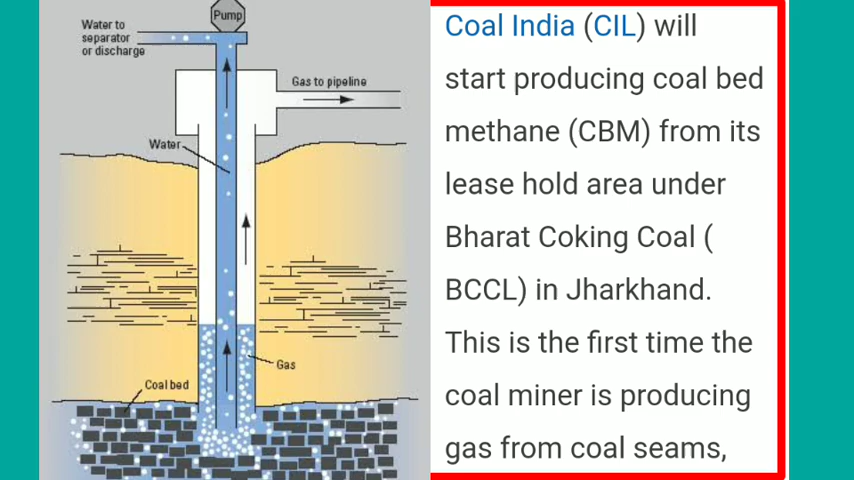 Pump
Water to
separator
or discharge
Gas to pipeline
Water
Gas
Coal bed
Coal India (CIL) will
start producing coal bed
methane (CBM) from its
lease hold area under
Bharat Coking Coal (
BCCL) in Jharkhand.
This is the first time the
coal miner is producing
gas from coal seams,